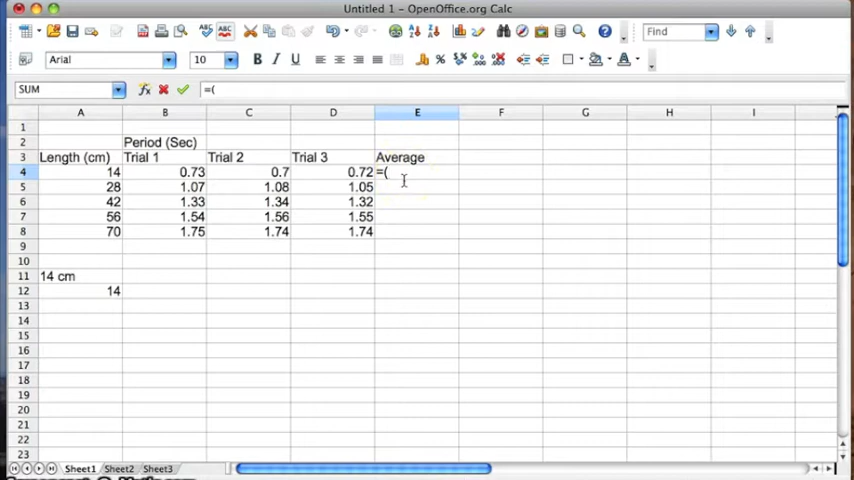 Untitled 1 – OpenOffice.org Calc
Find
Arial 10 B I U
SUM =(
A B C D E F G H I
1
2 Period (Sec)
3 Length (cm) Trial 1 Trial 2 Trial 3 Average
4 14 0.73 0.7 0.72 =(
5 28 1.07 1.08 1.05
6 42 1.33 1.34 1.32
7 56 1.54 1.56 1.55
8 70 1.75 1.74 1.74
9
10
11 14 cm
12 14
13
14
15
16
17
18
19
20
21
22
23
Sheet1 Sheet2 Sheet3